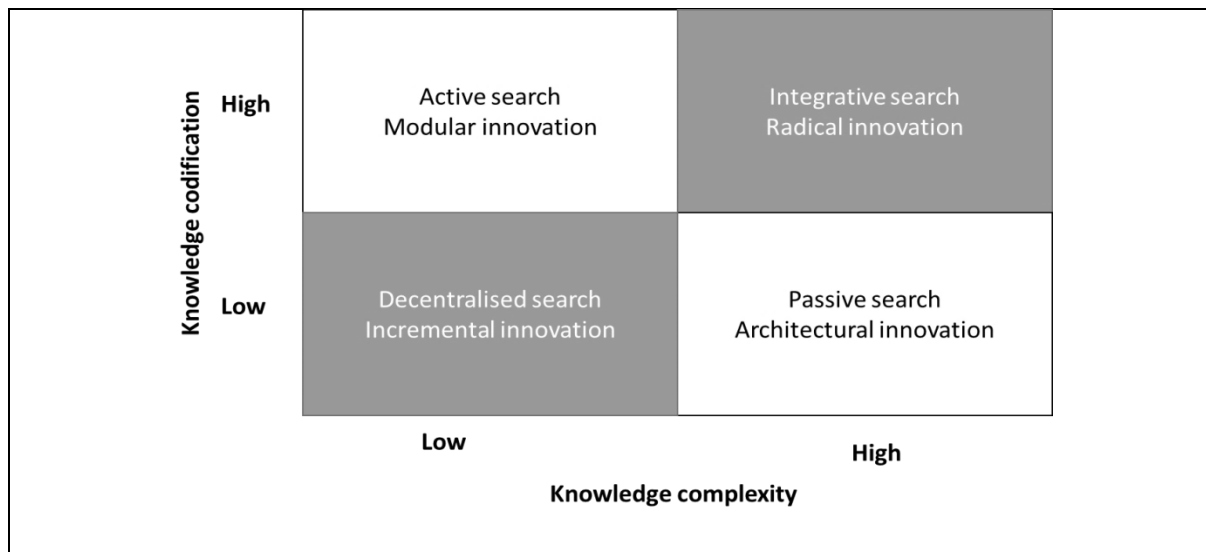 Knowledge codification
High
Active search
Modular innovation
Integrative search
Radical innovation
Low
Decentralised search
Incremental innovation
Passive search
Architectural innovation
Low
High
Knowledge complexity